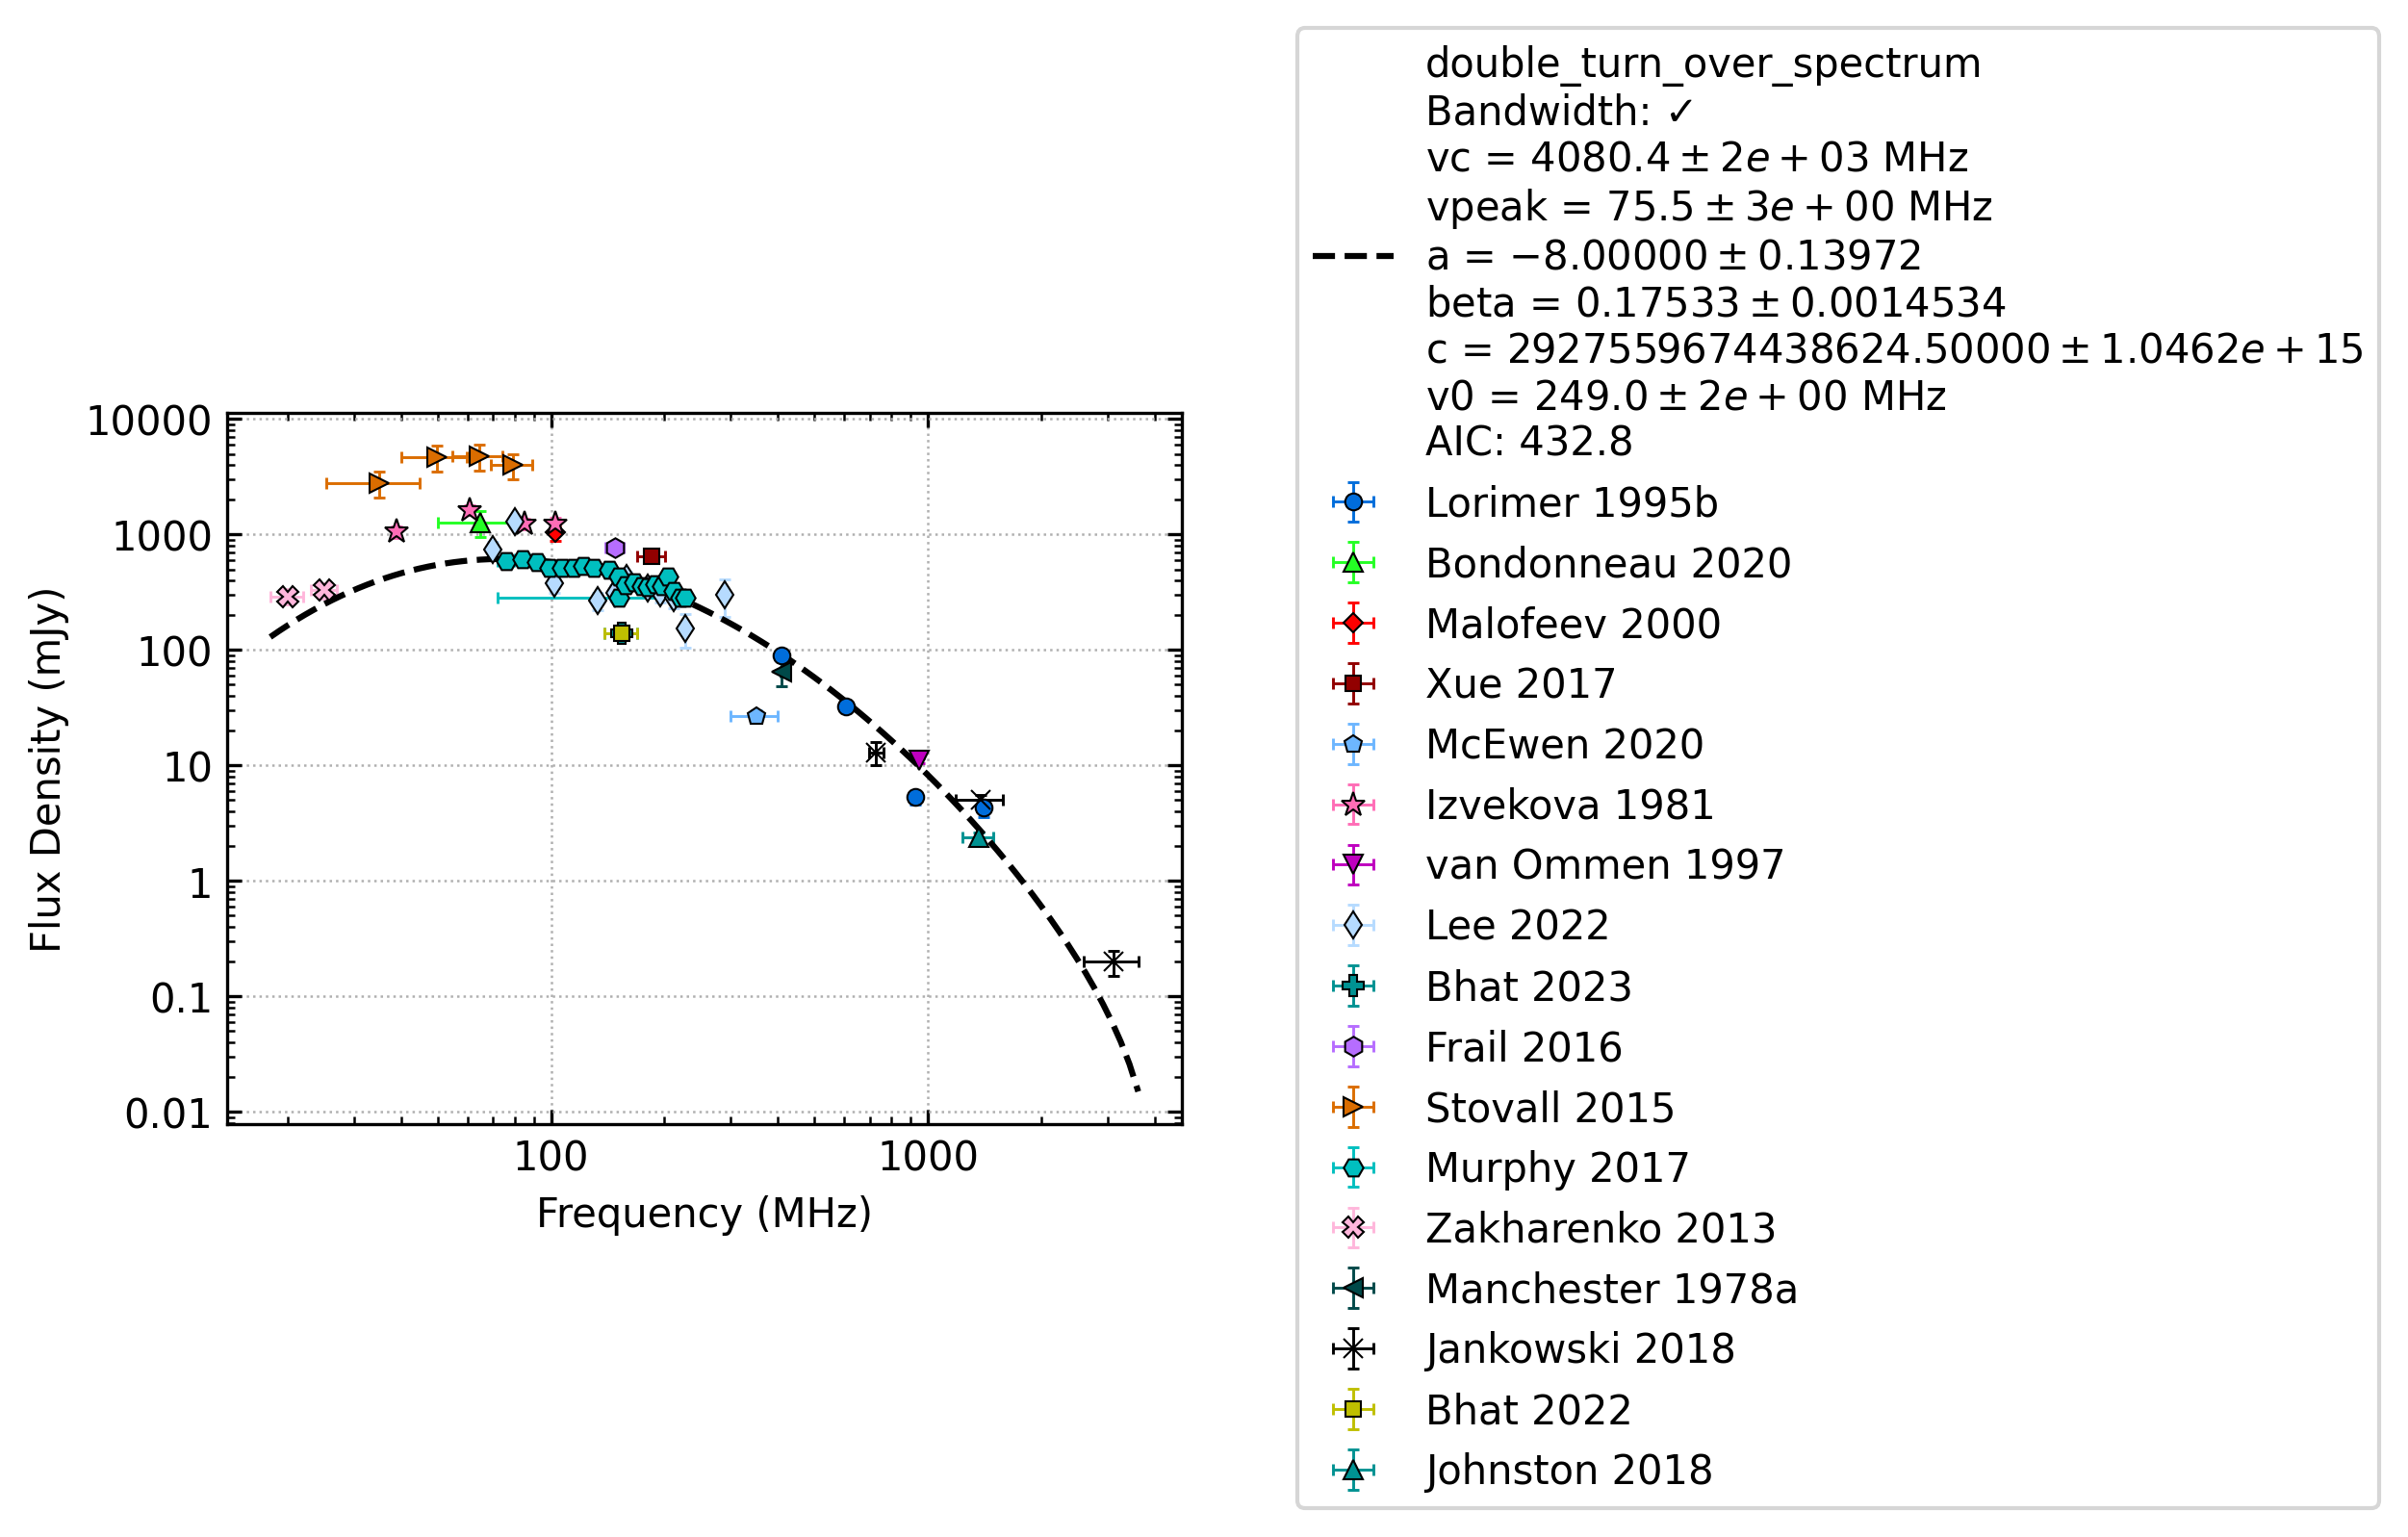 double_turn_over_spectrum
Bandwidth: ✓
vc = 4080.4 ± 2e + 03 MHz
vpeak = 75.5 ± 3e + 00 MHz
a = −8.00000 ± 0.13972
beta = 0.17533 ± 0.0014534
c = 2927559674438624.50000 ± 1.0462e + 15
v0 = 249.0 ± 2e + 00 MHz
AIC: 432.8
Lorimer 1995b
Bondonneau 2020
Malofeev 2000
Xue 2017
McEwen 2020
Izvekova 1981
van Ommen 1997
Lee 2022
Bhat 2023
Frail 2016
Stovall 2015
Murphy 2017
Zakharenko 2013
Manchester 1978a
Jankowski 2018
Bhat 2022
Johnston 2018
Flux Density (mJy)
10000
1000
100
10
1
0.1
0.01
100
1000
Frequency (MHz)